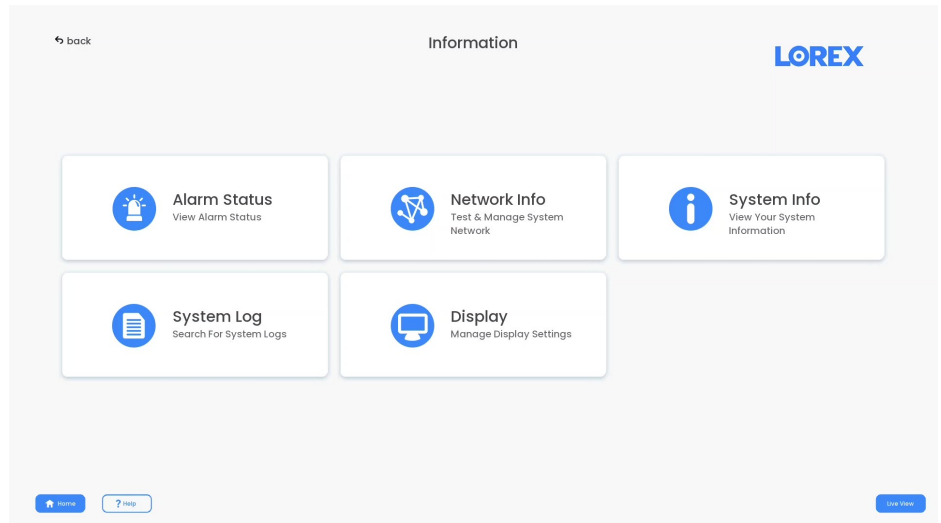 back
Information
LOREX
Alarm Status
View Alarm Status
Network Info
Test & Manage System
Network
System Info
View Your System
Information
System Log
Search For System Logs
Display
Manage Display Settings
Home
? Help
Live View